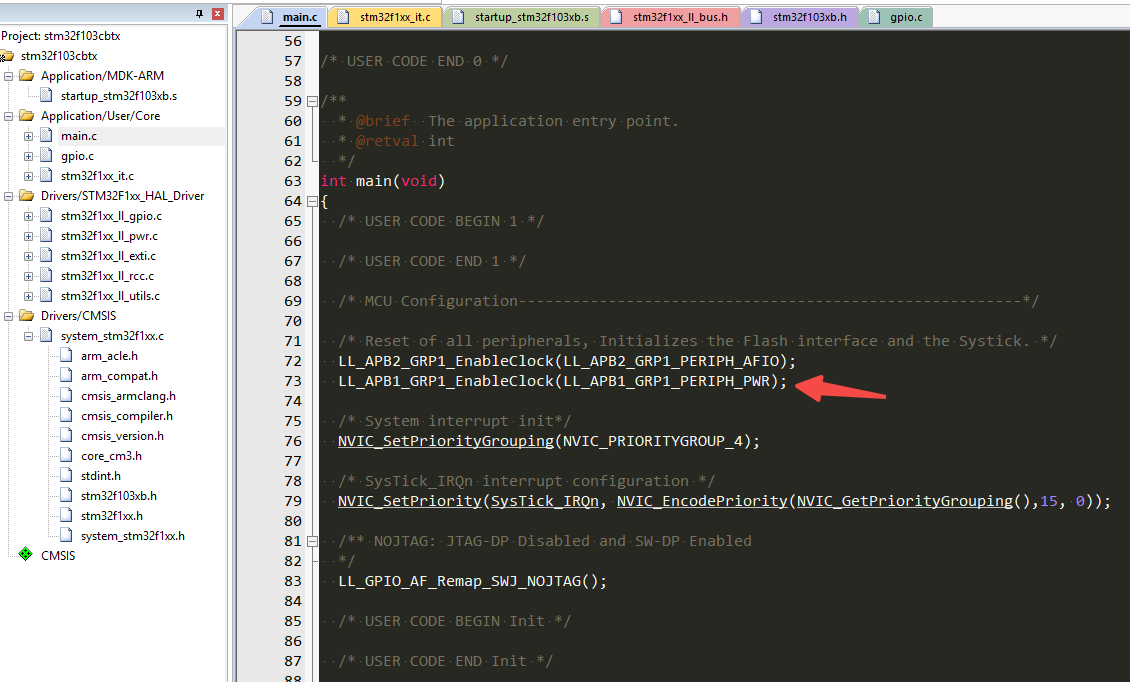 Project: stm32f103cbtx
stm32f103cbtx
Application/MDK-ARM
startup_stm32f103xb.s
Application/User/Core
main.c
gpio.c
stm32f1xx_it.c
Drivers/STM32F1xx_HAL_Driver
stm32f1xx_ll_gpio.c
stm32f1xx_ll_pwr.c
stm32f1xx_ll_exti.c
stm32f1xx_ll_rcc.c
stm32f1xx_ll_utils.c
Drivers/CMSIS
system_stm32f1xx.c
arm_acle.h
arm_compat.h
cmsis_armclang.h
cmsis_compiler.h
cmsis_version.h
core_cm3.h
stdint.h
stm32f103xb.h
stm32f1xx.h
system_stm32f1xx.h
CMSIS
main.c stm32f1xx_it.c startup_stm32f103xb.s stm32f1xx_ll_bus.h stm32f103xb.h gpio.c
56
57 /* USER CODE END 0 */
58
59 /**
60 * @brief The application entry point.
61 * @retval int
62 */
63 int main(void)
64 {
65 /* USER CODE BEGIN 1 */
66
67 /* USER CODE END 1 */
68
69 /* MCU Configuration--------------------------------------------------------*/
70
71 /* Reset of all peripherals, Initializes the Flash interface and the Systick. */
72 LL_APB2_GRP1_EnableClock(LL_APB2_GRP1_PERIPH_AFIO);
73 LL_APB1_GRP1_EnableClock(LL_APB1_GRP1_PERIPH_PWR);
74
75 /* System interrupt init*/
76 NVIC_SetPriorityGrouping(NVIC_PRIORITYGROUP_4);
77
78 /* SysTick_IRQn interrupt configuration */
79 NVIC_SetPriority(SysTick_IRQn, NVIC_EncodePriority(NVIC_GetPriorityGrouping(),15, 0));
80
81 /** NOJTAG: JTAG-DP Disabled and SW-DP Enabled
82 */
83 LL_GPIO_AF_Remap_SWJ_NOJTAG();
84
85 /* USER CODE BEGIN Init */
86
87 /* USER CODE END Init */
88